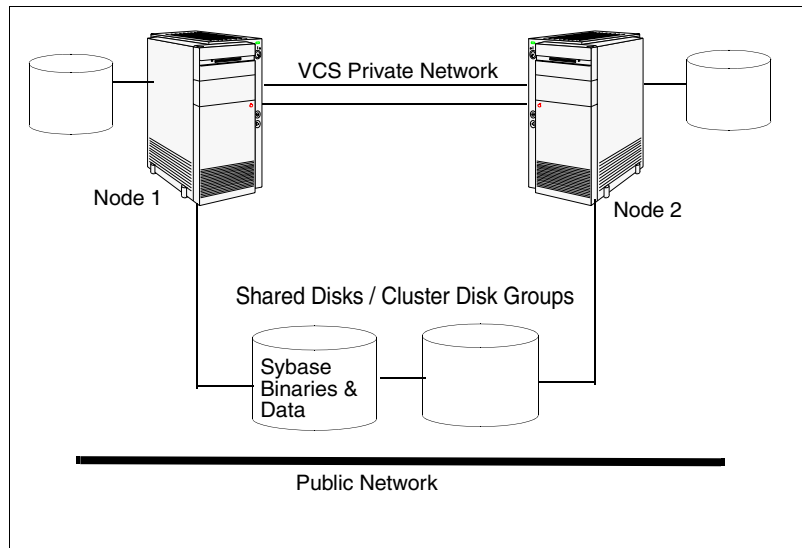 VCS Private Network
Node 1
Node 2
Shared Disks / Cluster Disk Groups
Sybase
Binaries &
Data
Public Network